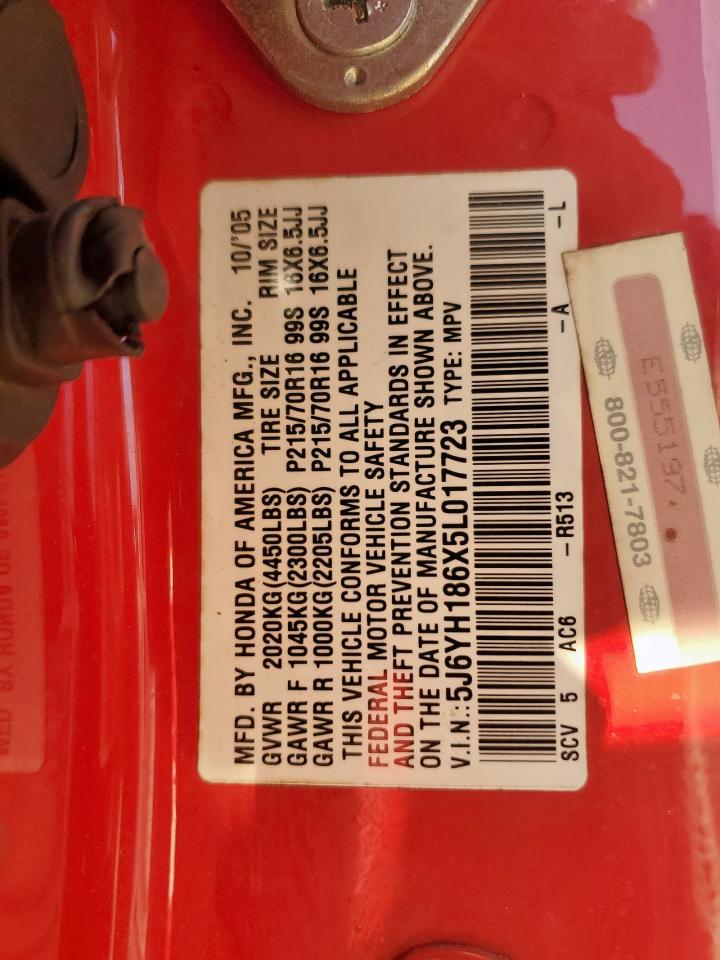 MFD. BY HONDA OF AMERICA MFG., INC. 10/'05
GVWR 2020KG(4450LBS) TIRE SIZE RIM SIZE
GAWR F 1045KG(2300LBS) P215/70R16 99S 16X6.5JJ
GAWR R 1000KG(2205LBS) P215/70R16 99S 16X6.5JJ
THIS VEHICLE CONFORMS TO ALL APPLICABLE
FEDERAL MOTOR VEHICLE SAFETY
AND THEFT PREVENTION STANDARDS IN EFFECT
ON THE DATE OF MANUFACTURE SHOWN ABOVE.
V.I.N.:5J6YH186X5L017723 TYPE: MPV
SCV 5 AC6 -R513 -A -L
800-821-7803
E555197